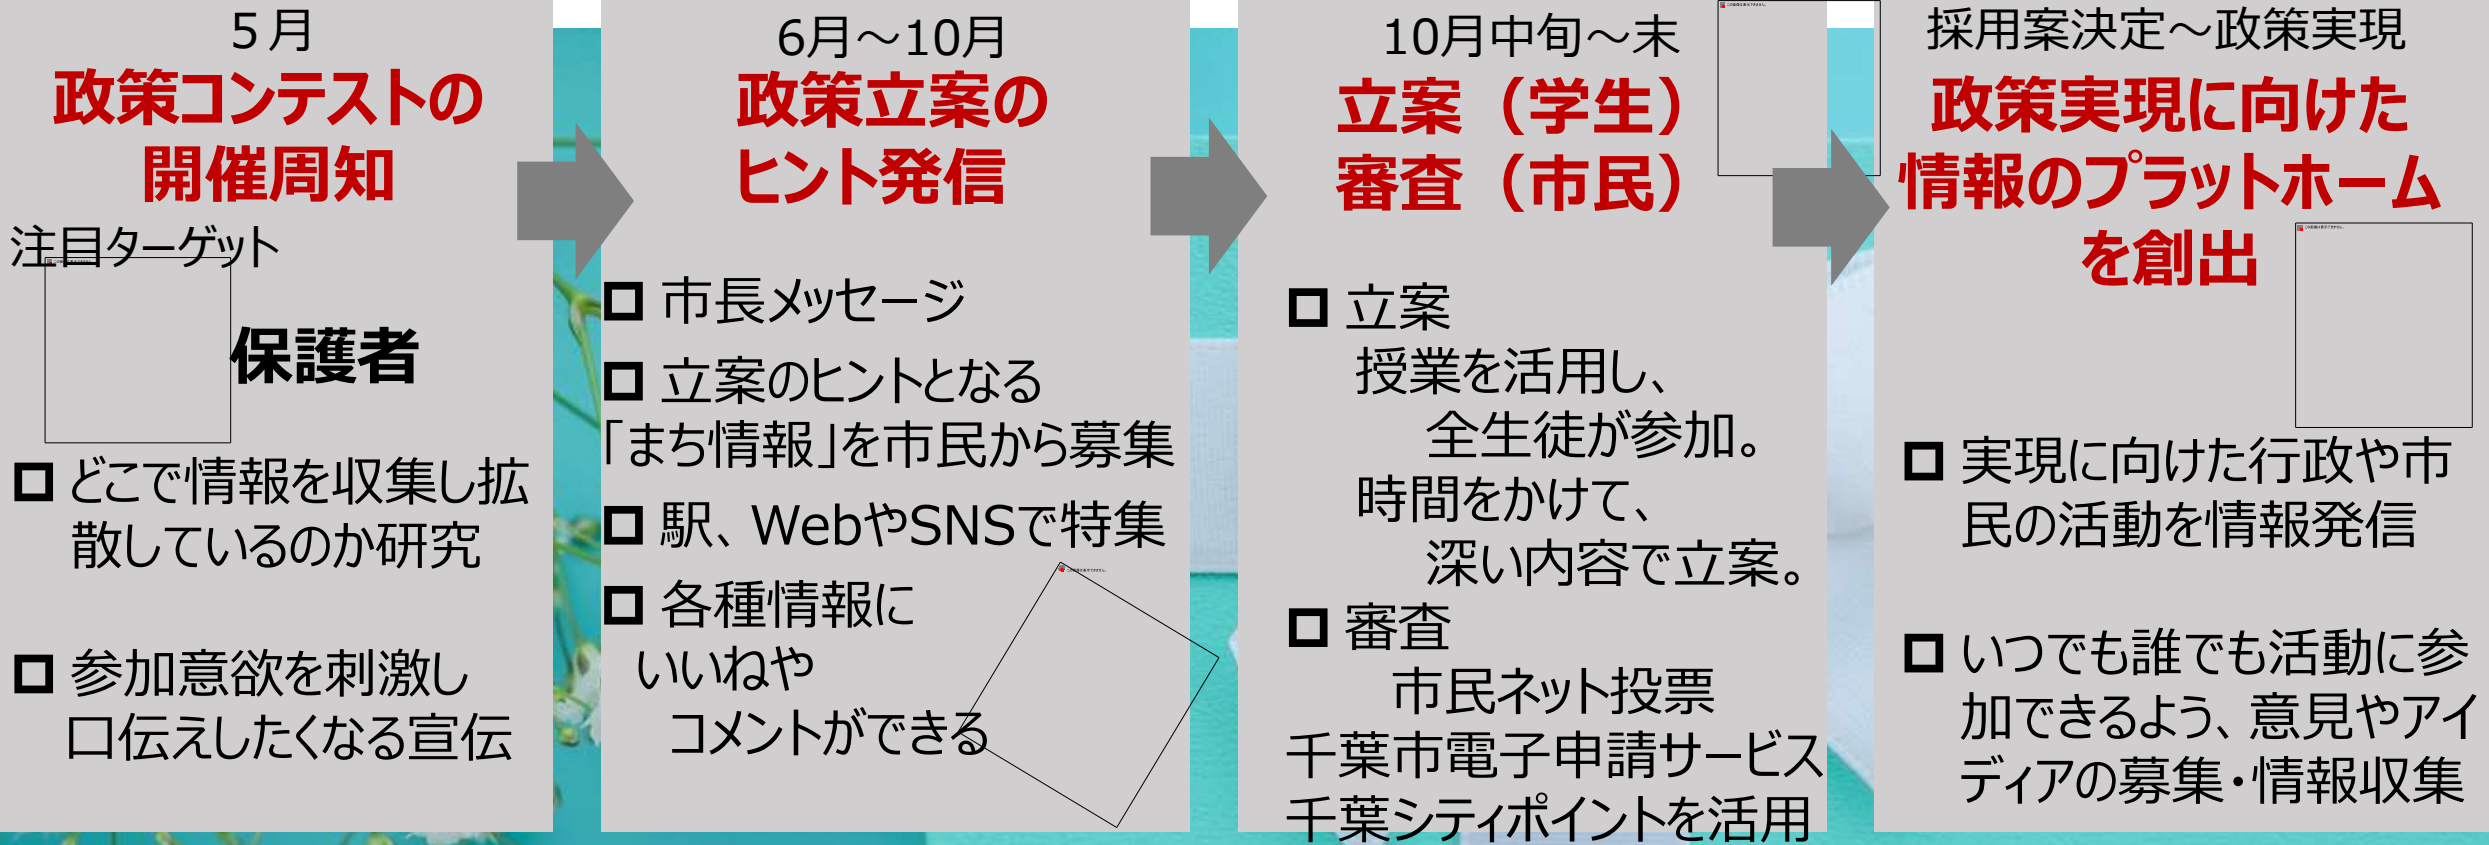 ５月
政策コンテストの
開催周知
注目ターゲット
保護者
どこで情報を収集し拡
散しているのか研究
参加意欲を刺激し
口伝えしたくなる宣伝
6月～10月
政策立案の
ヒント発信
市長メッセージ
立案のヒントとなる
「まち情報」を市民から募集
駅、WebやSNSで特集
各種情報に
いいねや
コメントができる
10月中旬～末
立案（学生）
審査（市民）
立案
授業を活用し、
全生徒が参加。
時間をかけて、
深い内容で立案。
審査
市民ネット投票
千葉市電子申請サービス
千葉シティポイントを活用
採用案決定～政策実現
政策実現に向けた
情報のプラットホーム
を創出
実現に向けた行政や市
民の活動を情報発信
いつでも誰でも活動に参
加できるよう、意見やアイ
ディアの募集・情報収集